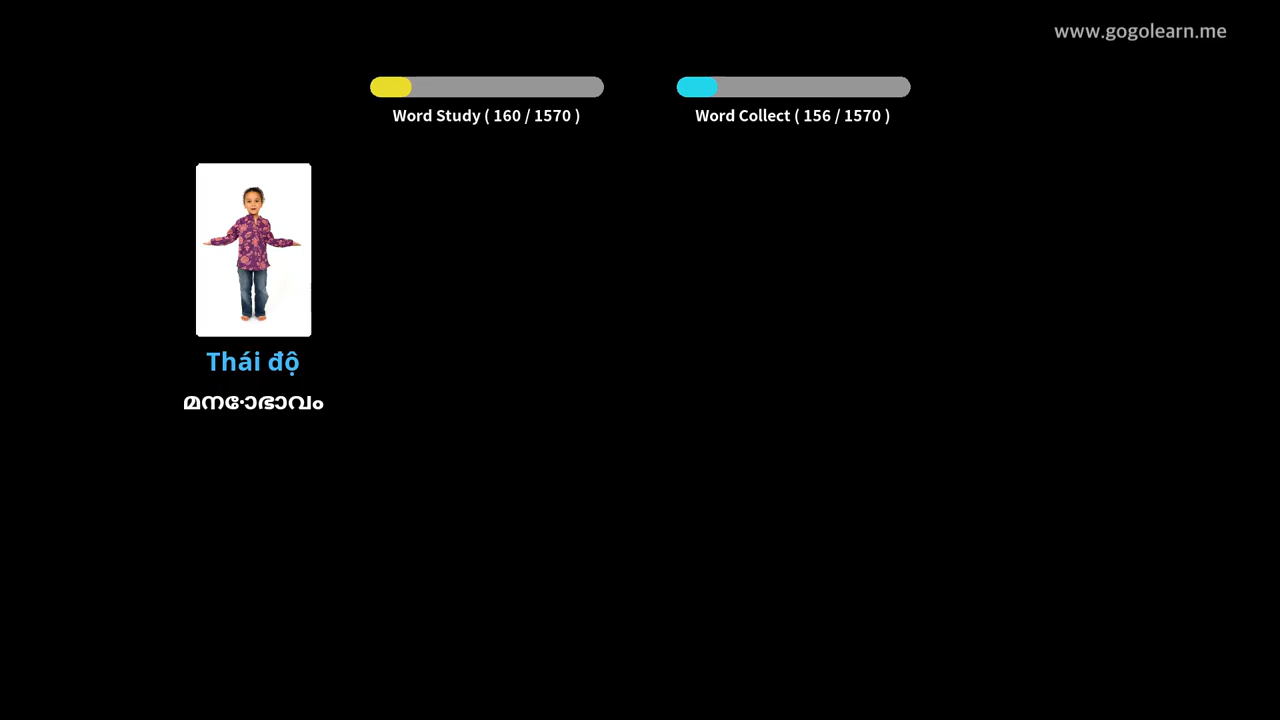 www.gogolearn.me
Word Study ( 160 / 1570 )
Word Collect ( 156 / 1570 )
Thái độ
മനോഭാവം